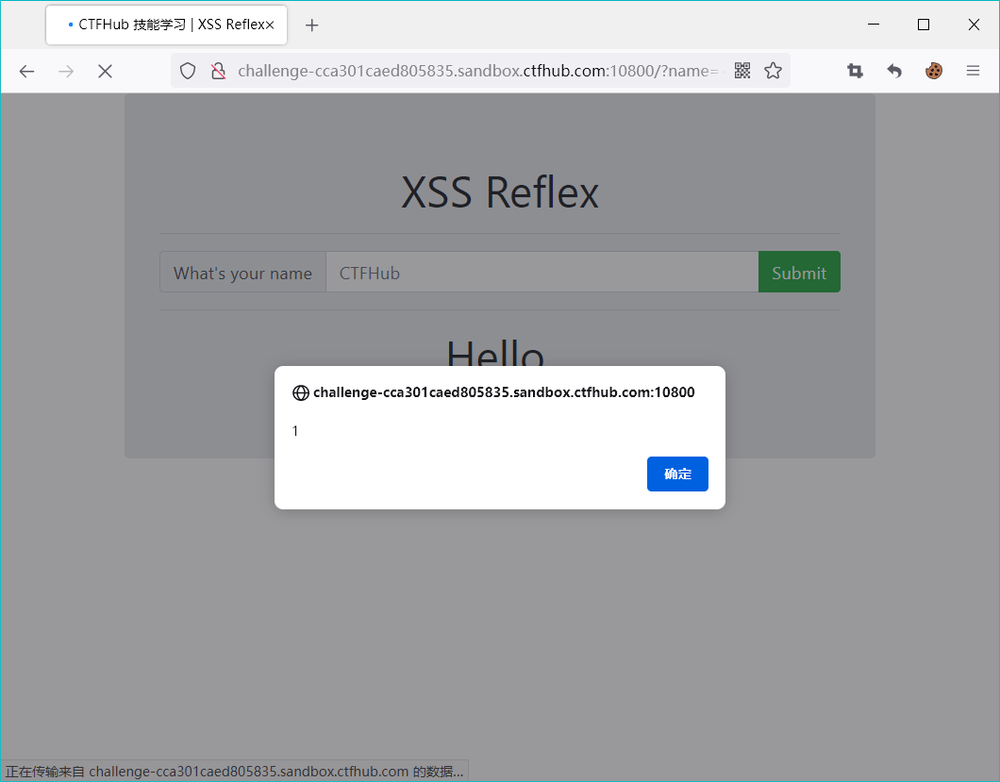 CTFHub 技能学习 | XSS Reflex
challenge-cca301caed805835.sandbox.ctfhub.com:10800/?name=
XSS Reflex
What's your name CTFHub Submit
Hello
challenge-cca301caed805835.sandbox.ctfhub.com:10800
1
确定
正在传输来自 challenge-cca301caed805835.sandbox.ctfhub.com 的数据...